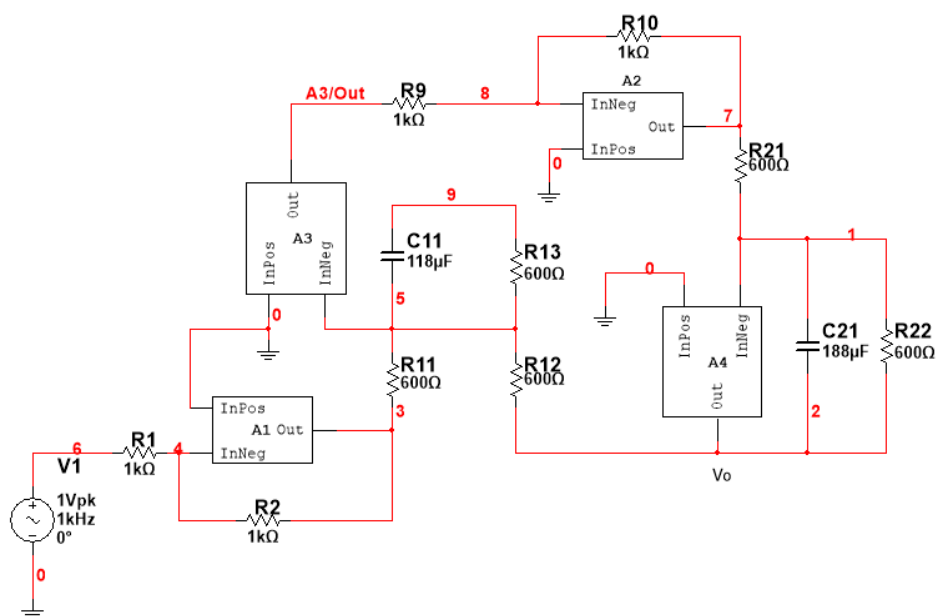 R10
1kΩ
A2
A3/Out
R9
1kΩ
8
InNeg
Out
InPos
7
0
R21
600Ω
9
Out
A3
InPos
InNeg
C11
118μF
R13
600Ω
5
0
0
1
InPos
InNeg
A4
Out
C21
188μF
R22
600Ω
R11
600Ω
R12
600Ω
3
2
InPos
A1
Out
InNeg
Vo
6
V1
R1
1kΩ
4
R2
1kΩ
1Vpk
1kHz
0°
0